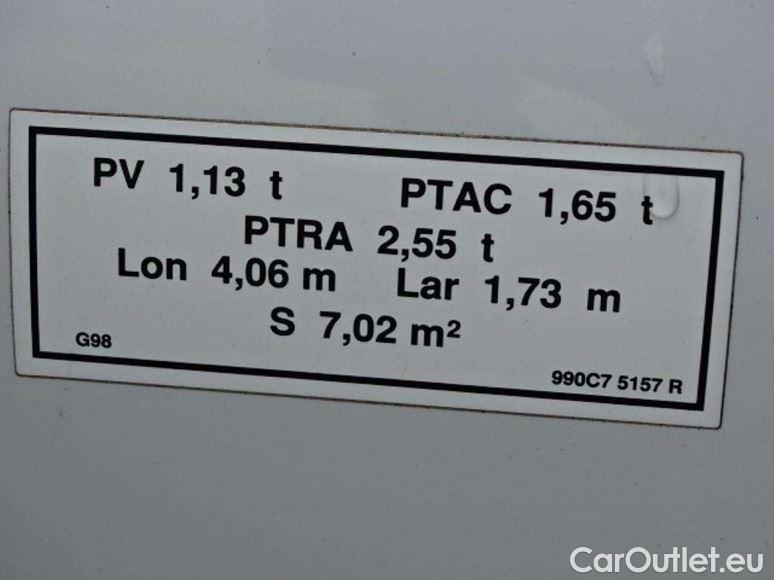 PV 1,13 t PTAC 1,65 t
PTRA 2,55 t
Lon 4,06 m Lar 1,73 m
S 7,02 m²
G98 990C7 5157 R
CarOutlet.eu